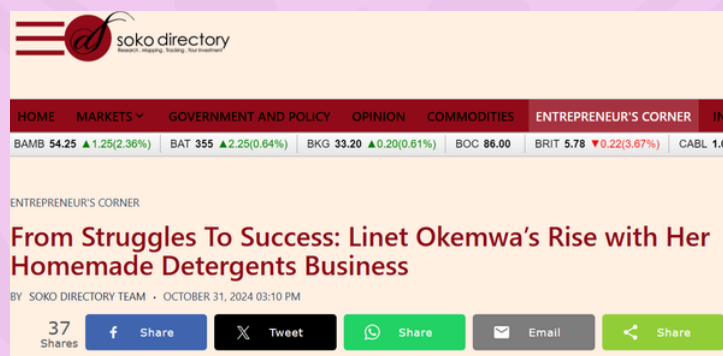 soko directory
Research . Mapping . Tracking . Your Investment
HOME MARKETS GOVERNMENT AND POLICY OPINION COMMODITIES ENTREPRENEUR'S CORNER IN
BAMB 54.25 ▲1.25(2.36%) BAT 355 ▲2.25(0.64%) BKG 33.20 ▲0.20(0.61%) BOC 86.00 BRIT 5.78 ▼0.22(3.67%) CABL 1.0
ENTREPRENEUR'S CORNER
From Struggles To Success: Linet Okemwa's Rise with Her
Homemade Detergents Business
BY SOKO DIRECTORY TEAM • OCTOBER 31, 2024 03:10 PM
37
Shares
Share Tweet Share Email Share